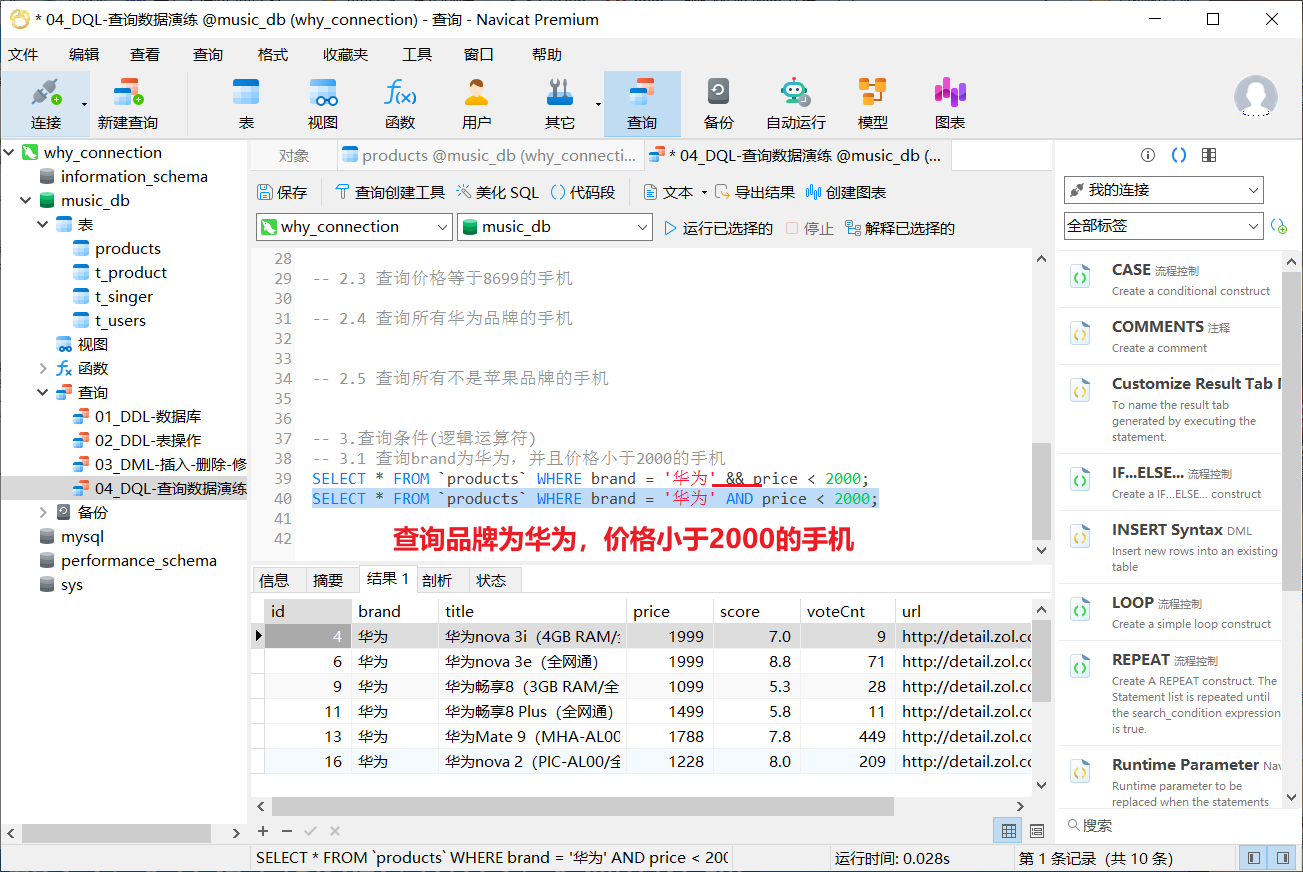 * 04_DQL-查询数据演练 @music_db (why_connection) - 查询 - Navicat Premium
文件 编辑 查看 查询 格式 收藏夹 工具 窗口 帮助
连接 新建查询 表 视图 函数 用户 其它 查询 备份 自动运行 模型 图表
f(x)
why_connection
information_schema
music_db
表
products
t_product
t_singer
t_users
视图
函数
查询
01_DDL-数据库
02_DDL-表操作
03_DML-插入-删除-修
04_DQL-查询数据演练
备份
mysql
performance_schema
sys
对象 products @music_db (why_connecti... * 04_DQL-查询数据演练 @music_db (...
保存 查询创建工具 美化 SQL () 代码段 文本 导出结果 创建图表
why_connection music_db 运行已选择的 停止 解释已选择的
28
29 -- 2.3 查询价格等于8699的手机
30
31 -- 2.4 查询所有华为品牌的手机
32
33
34 -- 2.5 查询所有不是苹果品牌的手机
35
36
37 -- 3.查询条件(逻辑运算符)
38 -- 3.1 查询brand为华为，并且价格小于2000的手机
39 SELECT * FROM `products` WHERE brand = '华为' && price < 2000;
40 SELECT * FROM `products` WHERE brand = '华为' AND price < 2000;
41
42
查询品牌为华为，价格小于2000的手机
信息 摘要 结果 1 剖析 状态
id brand title price score voteCnt url
4 华为 华为nova 3i（4GB RAM/全 1999 7.0 9 http://detail.zol.cc
6 华为 华为nova 3e（全网通） 1999 8.8 71 http://detail.zol.cc
9 华为 华为畅享8（3GB RAM/全 1099 5.3 28 http://detail.zol.cc
11 华为 华为畅享8 Plus（全网通） 1499 5.8 11 http://detail.zol.cc
13 华为 华为Mate 9（MHA-AL00 1788 7.8 449 http://detail.zol.cc
16 华为 华为nova 2（PIC-AL00/全 1228 8.0 209 http://detail.zol.cc
SELECT * FROM `products` WHERE brand = '华为' AND price < 200 运行时间: 0.028s 第 1 条记录（共 10 条）
我的连接
全部标签
CASE 流程控制
Create a conditional construct
COMMENTS 注释
Create a comment
Customize Result Tab N
To name the result tab
generated by executing the
statement.
IF...ELSE... 流程控制
Create a IF...ELSE... construct
INSERT Syntax DML
Insert new rows into an existing
table
LOOP 流程控制
Create a simple loop construct
REPEAT 流程控制
Create A REPEAT construct. The
Statement list is repeated until
the search_condition expression
is true.
Runtime Parameter Nav
Runtime parameter to be
replaced when the statements
搜索